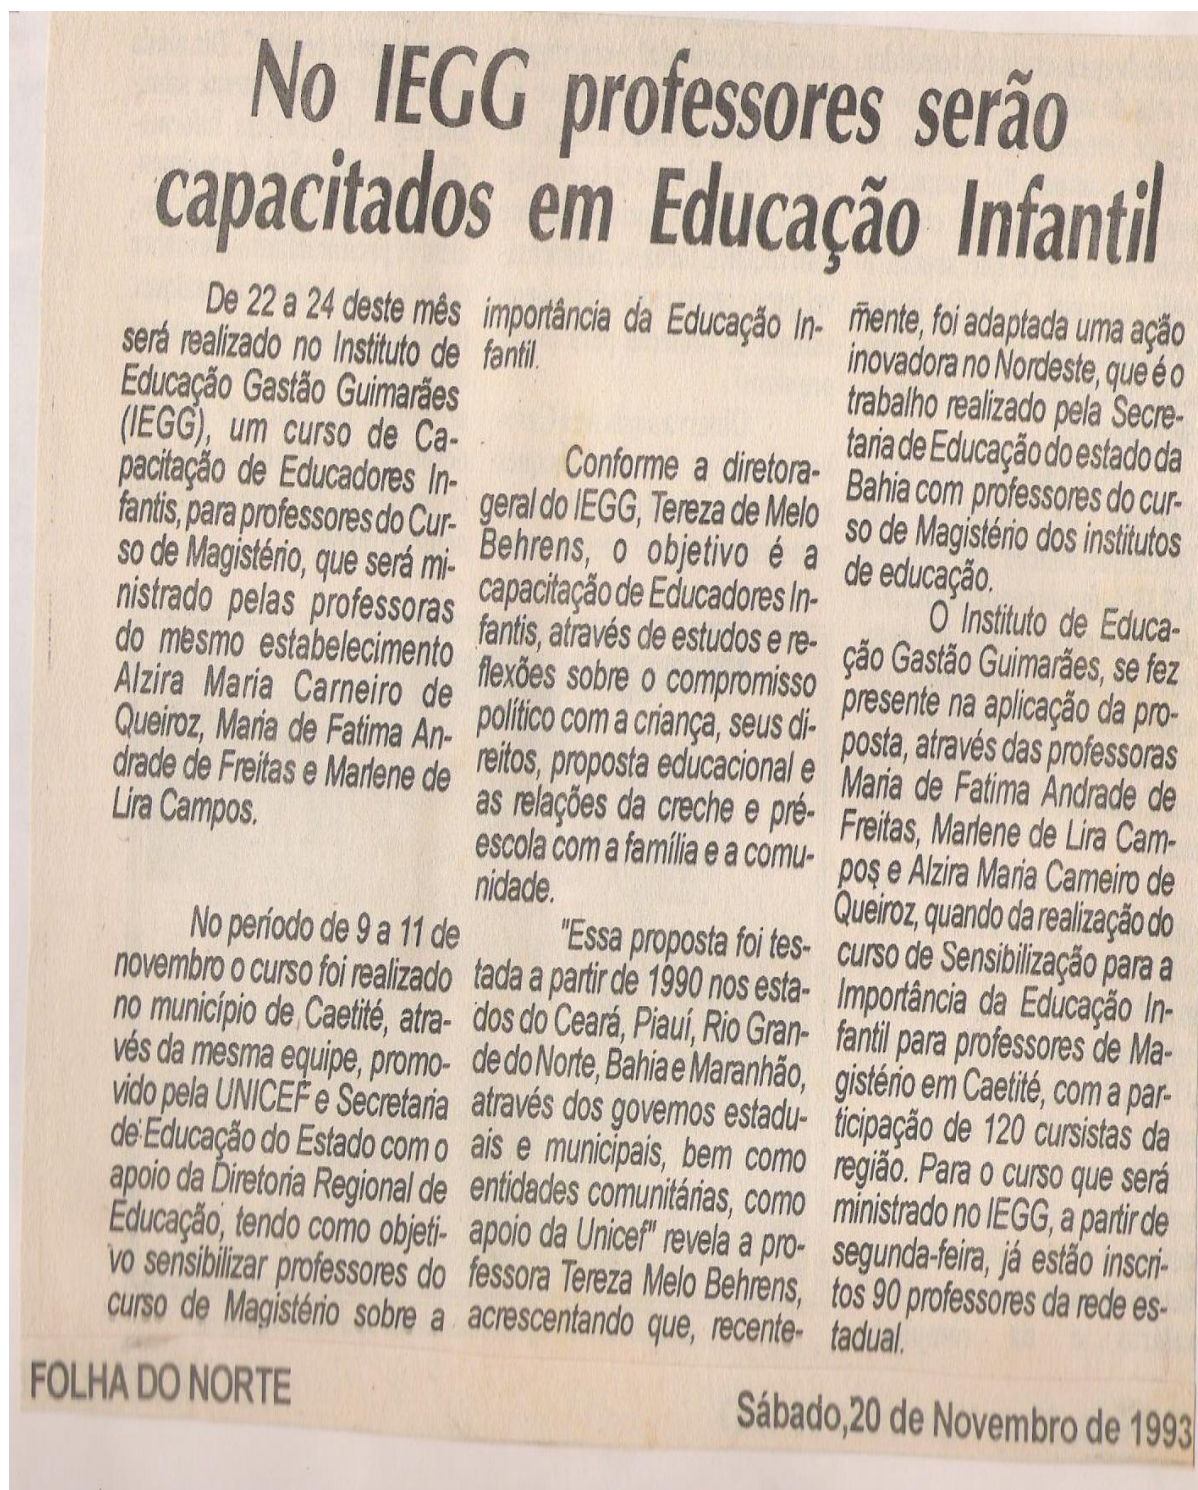 No IEGG professores serão
capacitados em Educação Infantil
De 22 a 24 deste mês
será realizado no Instituto de
Educação Gastão Guimarães
(IEGG), um curso de Ca-
pacitação de Educadores In-
fantis, para professores do Cur-
so de Magistério, que será mi-
nistrado pelas professoras
do mesmo estabelecimento
Alzira Maria Carneiro de
Queiroz, Maria de Fatima An-
drade de Freitas e Marlene de
Lira Campos.
No período de 9 a 11 de
novembro o curso foi realizado
no município de Caetité, atra-
vés da mesma equipe, promo-
vido pela UNICEF e Secretaria
de Educação do Estado com o
apoio da Diretoria Regional de
Educação, tendo como objeti-
vo sensibilizar professores do
curso de Magistério sobre a
importância da Educação In-
fantil.
Conforme a diretora-
geral do IEGG, Tereza de Melo
Behrens, o objetivo é a
capacitação de Educadores In-
fantis, através de estudos e re-
flexões sobre o compromisso
político com a criança, seus di-
reitos, proposta educacional e
as relações da creche e pré-
escola com a família e a comu-
nidade.
"Essa proposta foi tes-
tada a partir de 1990 nos esta-
dos do Ceará, Piauí, Rio Gran-
de do Norte, Bahia e Maranhão,
através dos governos estadu-
ais e municipais, bem como
entidades comunitárias, como
apoio da Unicef" revela a pro-
fessora Tereza Melo Behrens,
acrescentando que, recente-
mente, foi adaptada uma ação
inovadora no Nordeste, que é o
trabalho realizado pela Secre-
taria de Educação do estado da
Bahia com professores do cur-
so de Magistério dos institutos
de educação.
O Instituto de Educa-
ção Gastão Guimarães, se fez
presente na aplicação da pro-
posta, através das professoras
Maria de Fatima Andrade de
Freitas, Marlene de Lira Cam-
pos e Alzira Maria Carneiro de
Queiroz, quando da realização do
curso de Sensibilização para a
Importância da Educação In-
fantil para professores de Ma-
gistério em Caetité, com a par-
ticipação de 120 cursistas da
região. Para o curso que será
ministrado no IEGG, a partir de
segunda-feira, já estão inscri-
tos 90 professores da rede es-
tadual.
FOLHA DO NORTE
Sábado,20 de Novembro de 1993